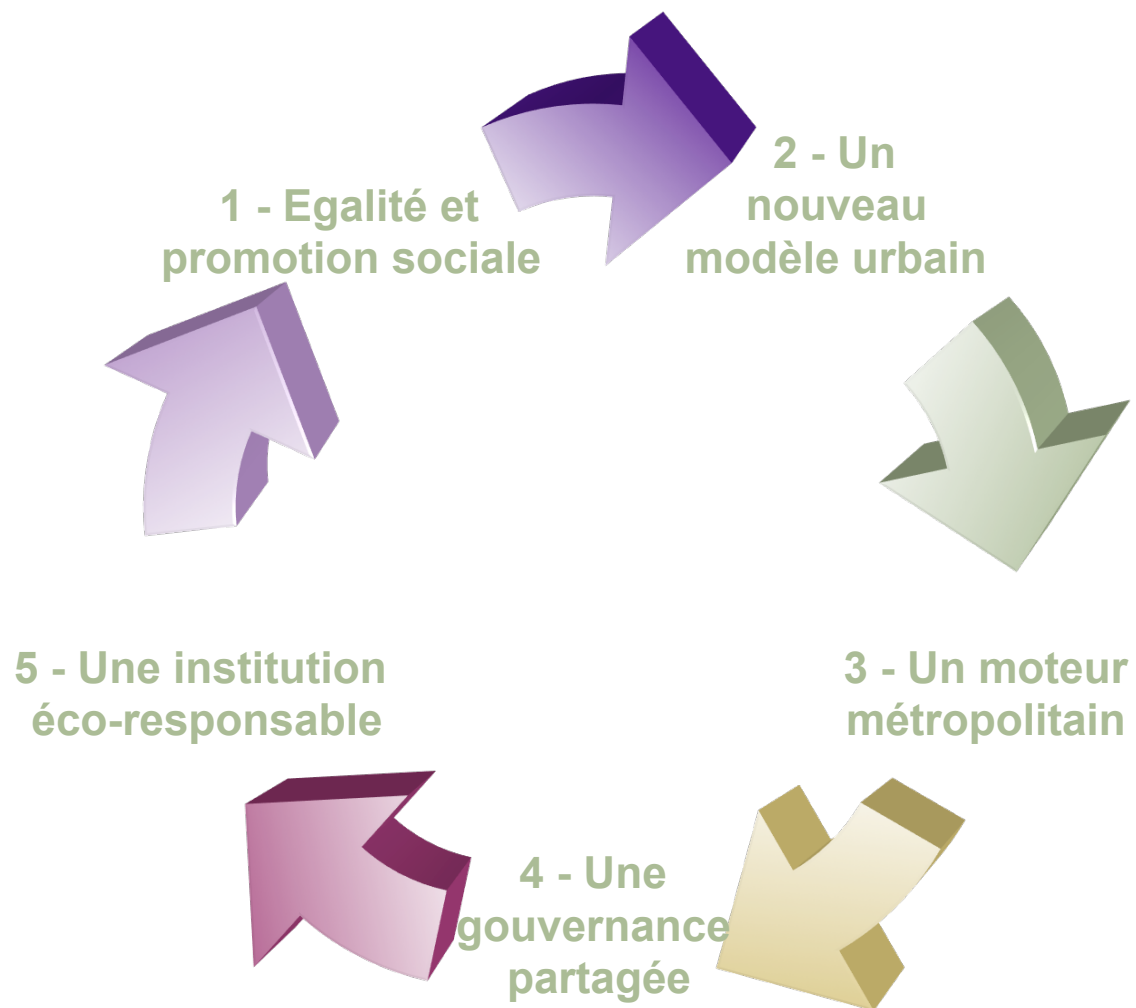 1 - Egalité et
promotion sociale
2 - Un
nouveau
modèle urbain
3 - Un moteur
métropolitain
4 - Une
gouvernance
partagée
5 - Une institution
éco-responsable